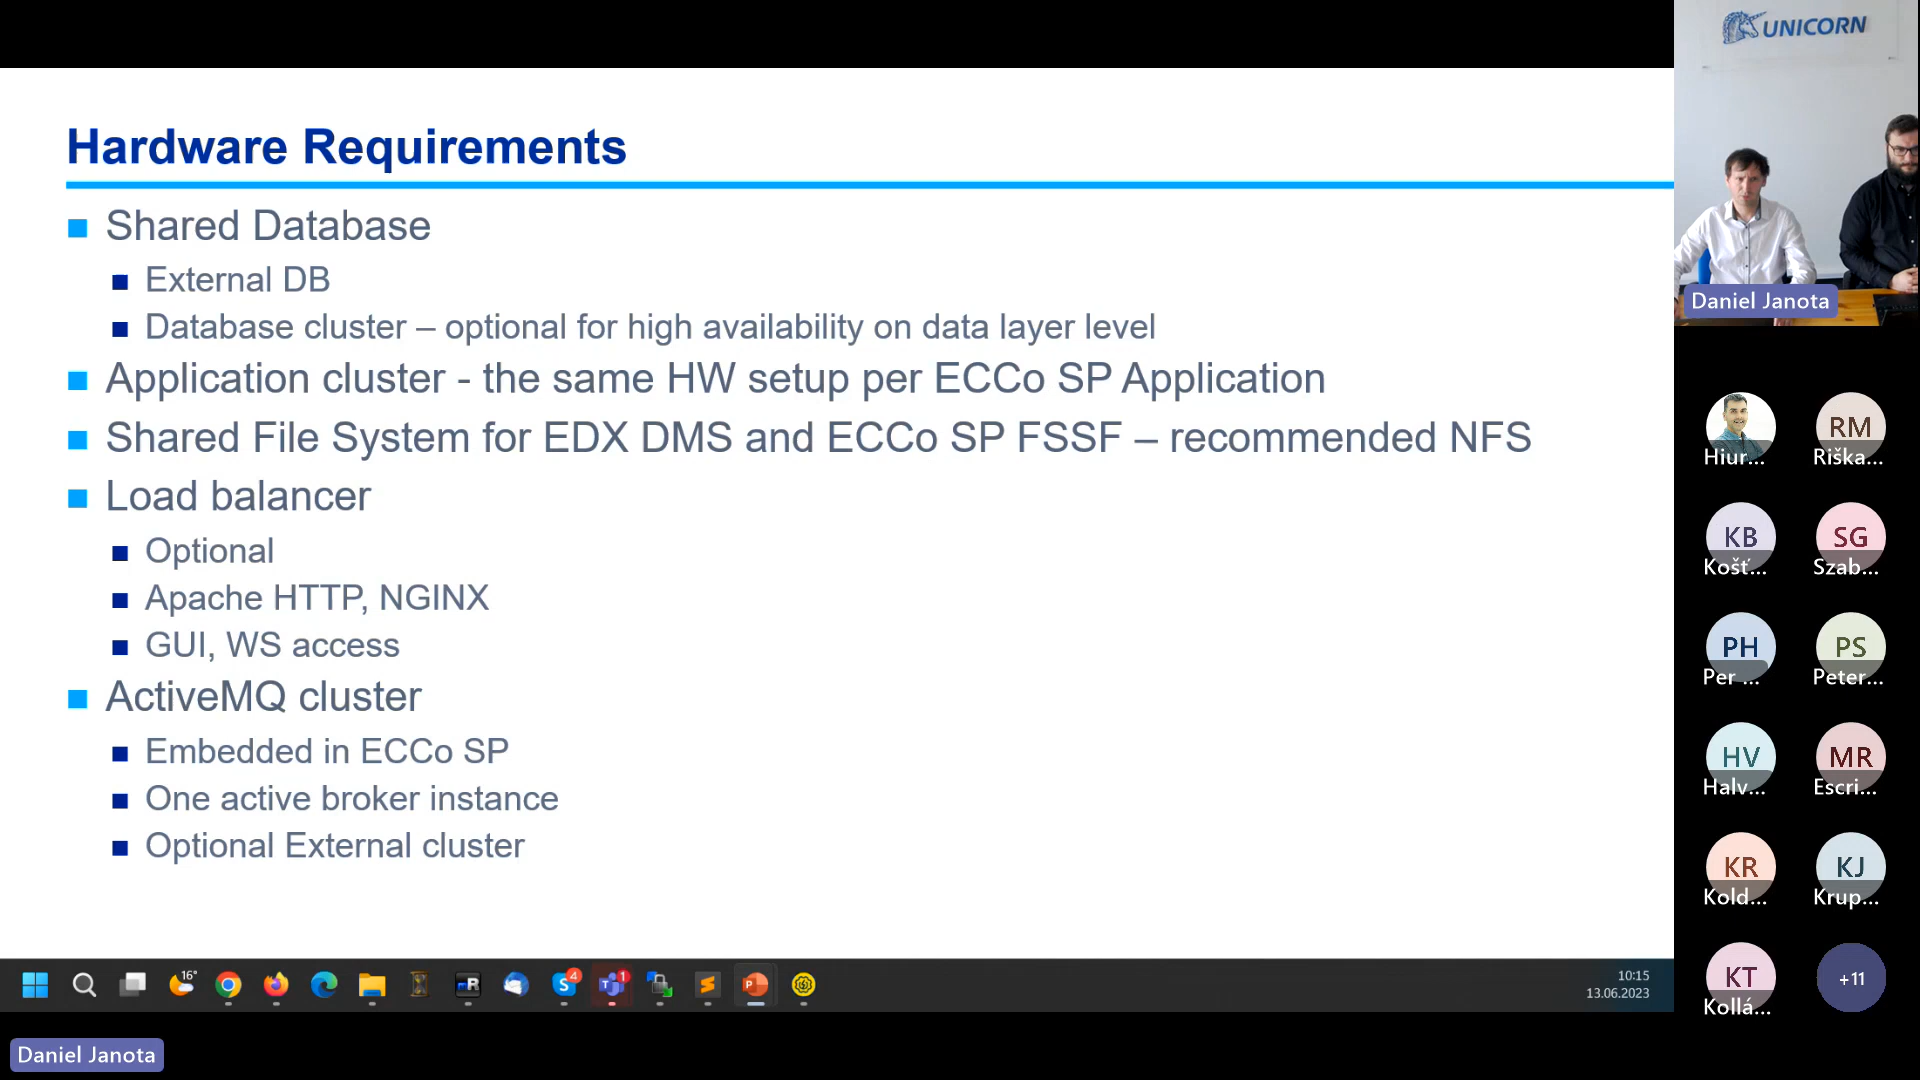 Hardware Requirements
Shared Database
External DB
Database cluster – optional for high availability on data layer level
Application cluster - the same HW setup per ECCo SP Application
Shared File System for EDX DMS and ECCo SP FSSF – recommended NFS
Load balancer
Optional
Apache HTTP, NGINX
GUI, WS access
ActiveMQ cluster
Embedded in ECCo SP
One active broker instance
Optional External cluster
16°
4
1
10:15
13.06.2023
Daniel Janota
UNICORN
Daniel Janota
Hiur...
RM
Riška...
KB
Košť...
SG
Szab...
PH
Per ...
PS
Peter...
HV
Halv...
MR
Escri...
KR
Kold...
KJ
Krup...
KT
Kollá...
+11